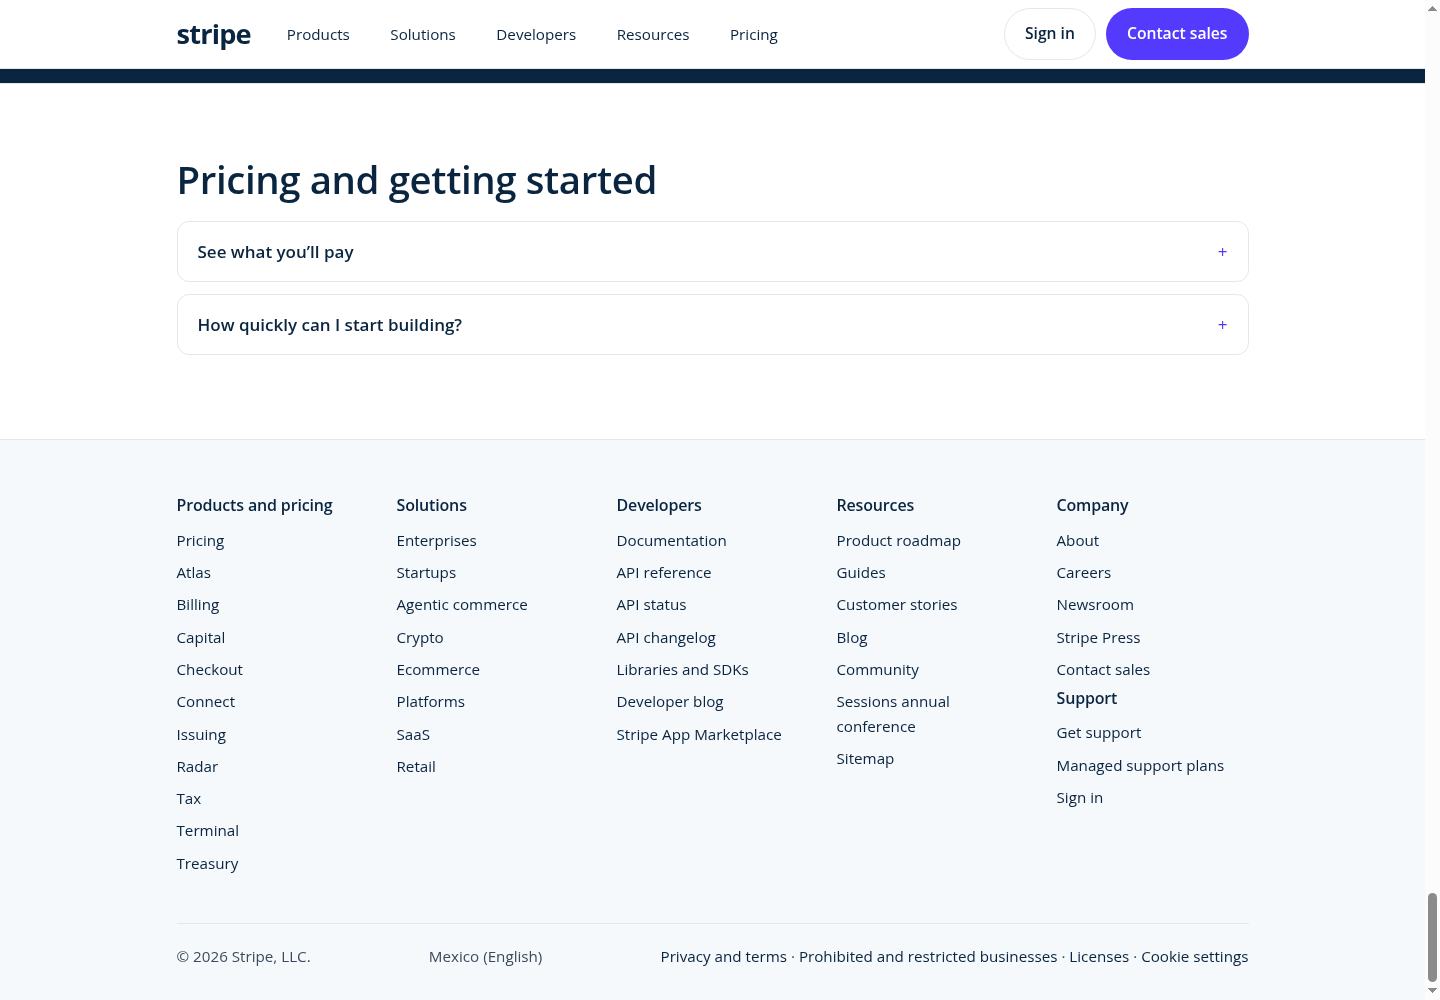 stripe
Products
Solutions
Developers
Resources
Pricing
Sign in
Contact sales
Pricing and getting started
See what you’ll pay
+
How quickly can I start building?
+
Products and pricing
Pricing
Atlas
Billing
Capital
Checkout
Connect
Issuing
Radar
Tax
Terminal
Treasury
Solutions
Enterprises
Startups
Agentic commerce
Crypto
Ecommerce
Platforms
SaaS
Retail
Developers
Documentation
API reference
API status
API changelog
Libraries and SDKs
Developer blog
Stripe App Marketplace
Resources
Product roadmap
Guides
Customer stories
Blog
Community
Sessions annual
conference
Sitemap
Company
About
Careers
Newsroom
Stripe Press
Contact sales
Support
Get support
Managed support plans
Sign in
© 2026 Stripe, LLC.
Mexico (English)
Privacy and terms · Prohibited and restricted businesses · Licenses · Cookie settings